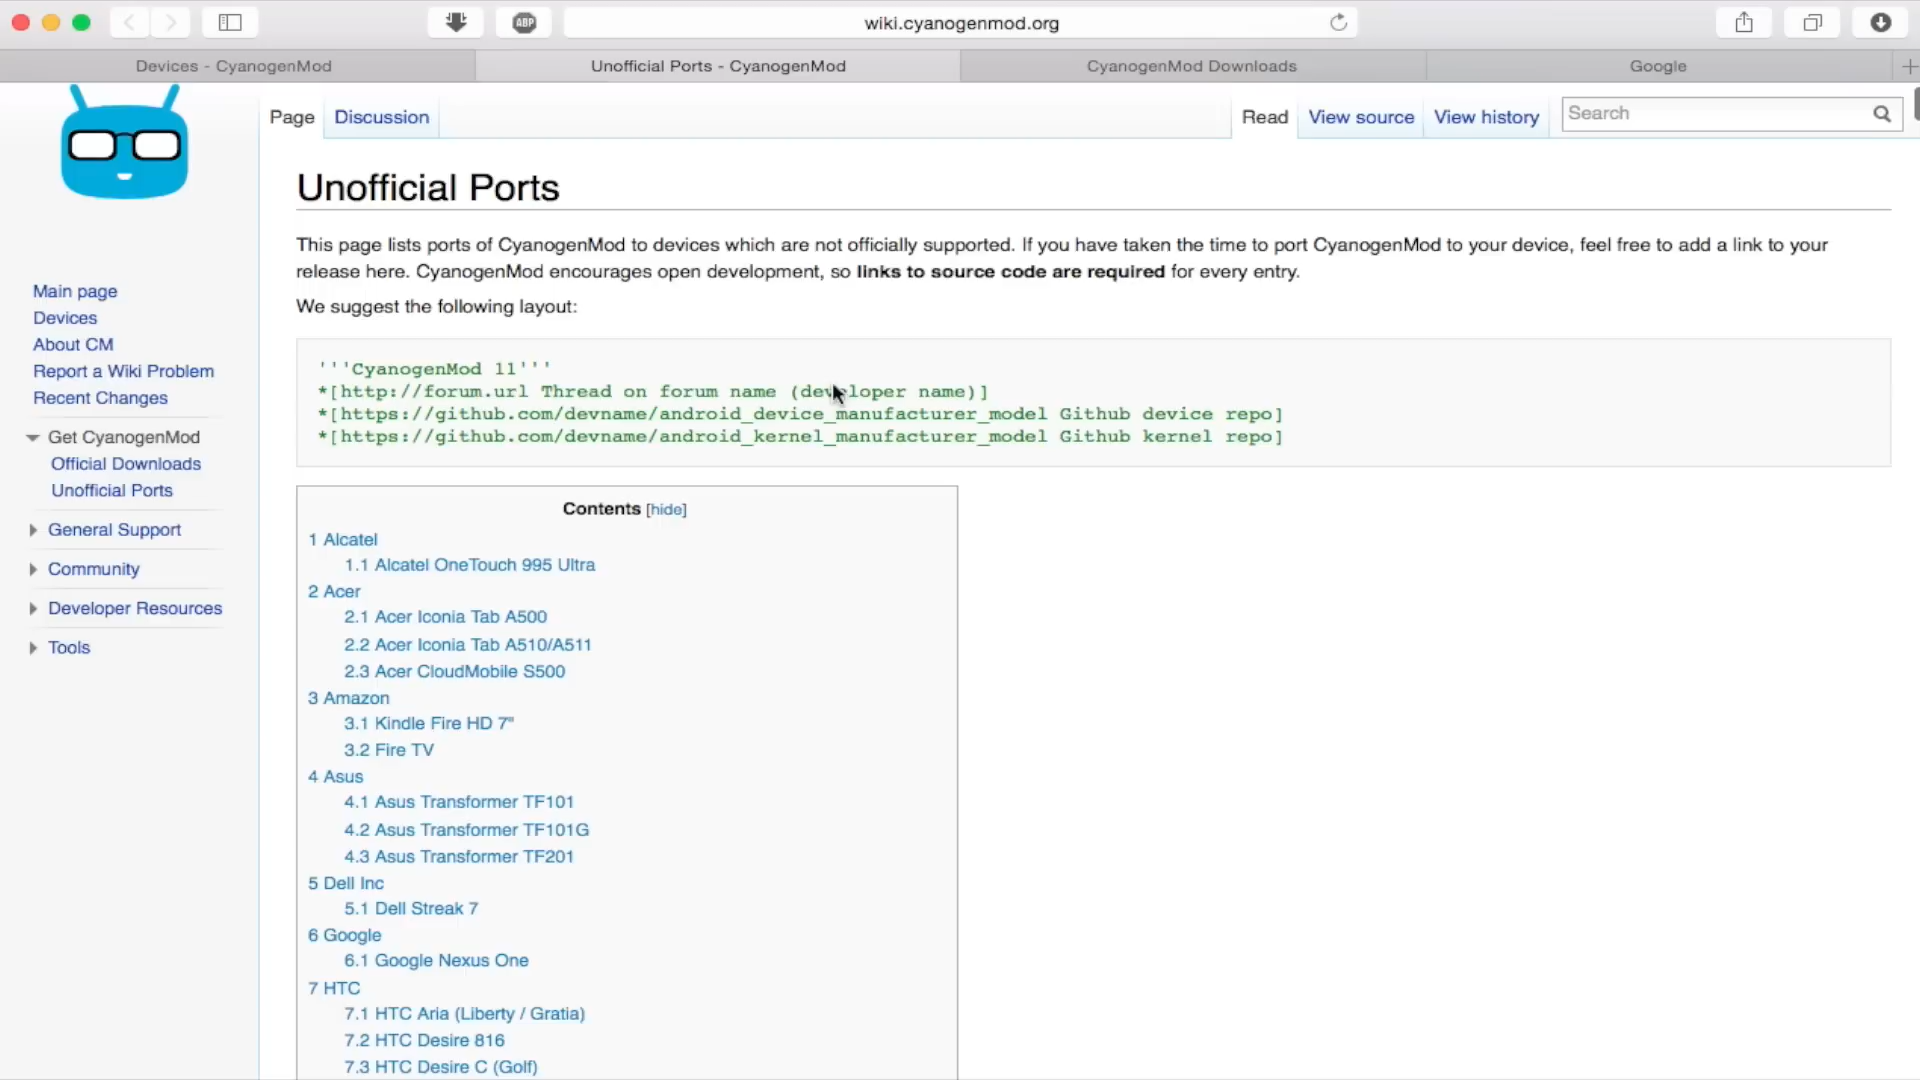 ABP
wiki.cyanogenmod.org
Devices - CyanogenMod
Unofficial Ports - CyanogenMod
CyanogenMod Downloads
Google
Page
Discussion
Read
View source
View history
Search
Main page
Devices
About CM
Report a Wiki Problem
Recent Changes
Get CyanogenMod
Official Downloads
Unofficial Ports
General Support
Community
Developer Resources
Tools
Unofficial Ports
This page lists ports of CyanogenMod to devices which are not officially supported. If you have taken the time to port CyanogenMod to your device, feel free to add a link to your
release here. CyanogenMod encourages open development, so links to source code are required for every entry.
We suggest the following layout:
'''CyanogenMod 11'''
*[http://forum.url Thread on forum name (developer name)]
*[https://github.com/devname/android_device_manufacturer_model Github device repo]
*[https://github.com/devname/android_kernel_manufacturer_model Github kernel repo]
Contents [hide]
1 Alcatel
1.1 Alcatel OneTouch 995 Ultra
2 Acer
2.1 Acer Iconia Tab A500
2.2 Acer Iconia Tab A510/A511
2.3 Acer CloudMobile S500
3 Amazon
3.1 Kindle Fire HD 7"
3.2 Fire TV
4 Asus
4.1 Asus Transformer TF101
4.2 Asus Transformer TF101G
4.3 Asus Transformer TF201
5 Dell Inc
5.1 Dell Streak 7
6 Google
6.1 Google Nexus One
7 HTC
7.1 HTC Aria (Liberty / Gratia)
7.2 HTC Desire 816
7.3 HTC Desire C (Golf)